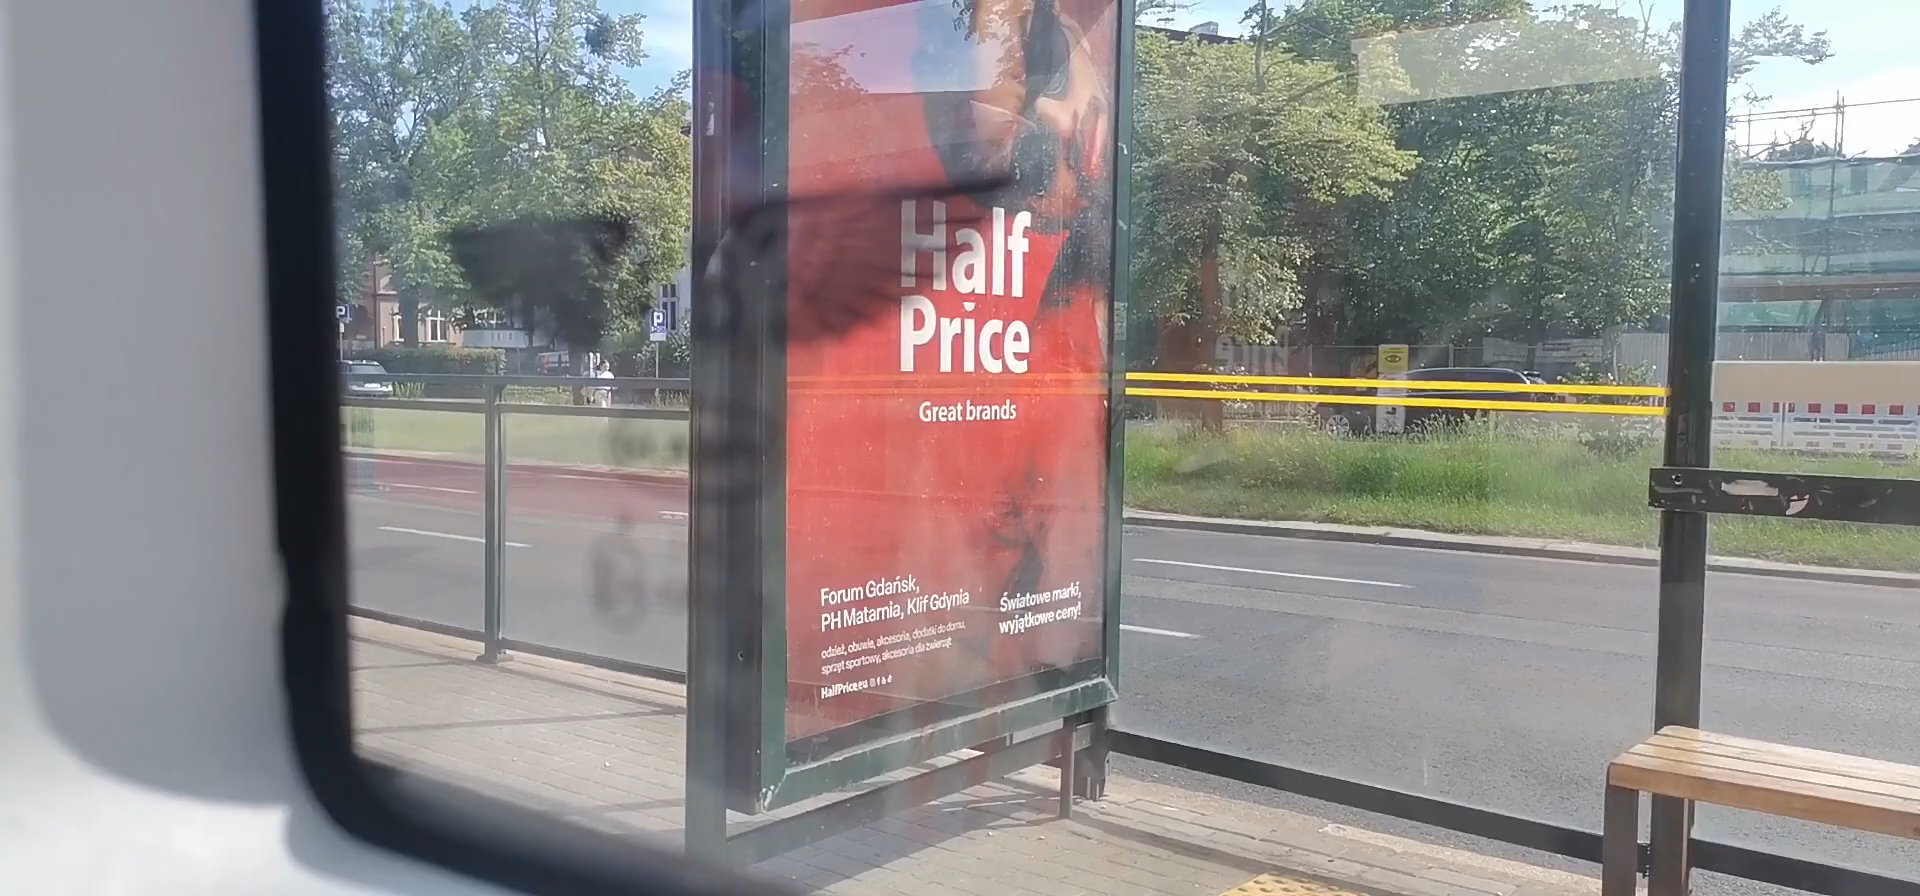 Half
Price
Great brands
Forum Gdańsk,
PH Matarnia, Klif Gdynia
odzież, obuwie, akcesoria, dodatki do domu,
sprzęt sportowy, akcesoria dla zwierząt
HalfPrice.eu
Światowe marki,
wyjątkowe ceny!
P
P